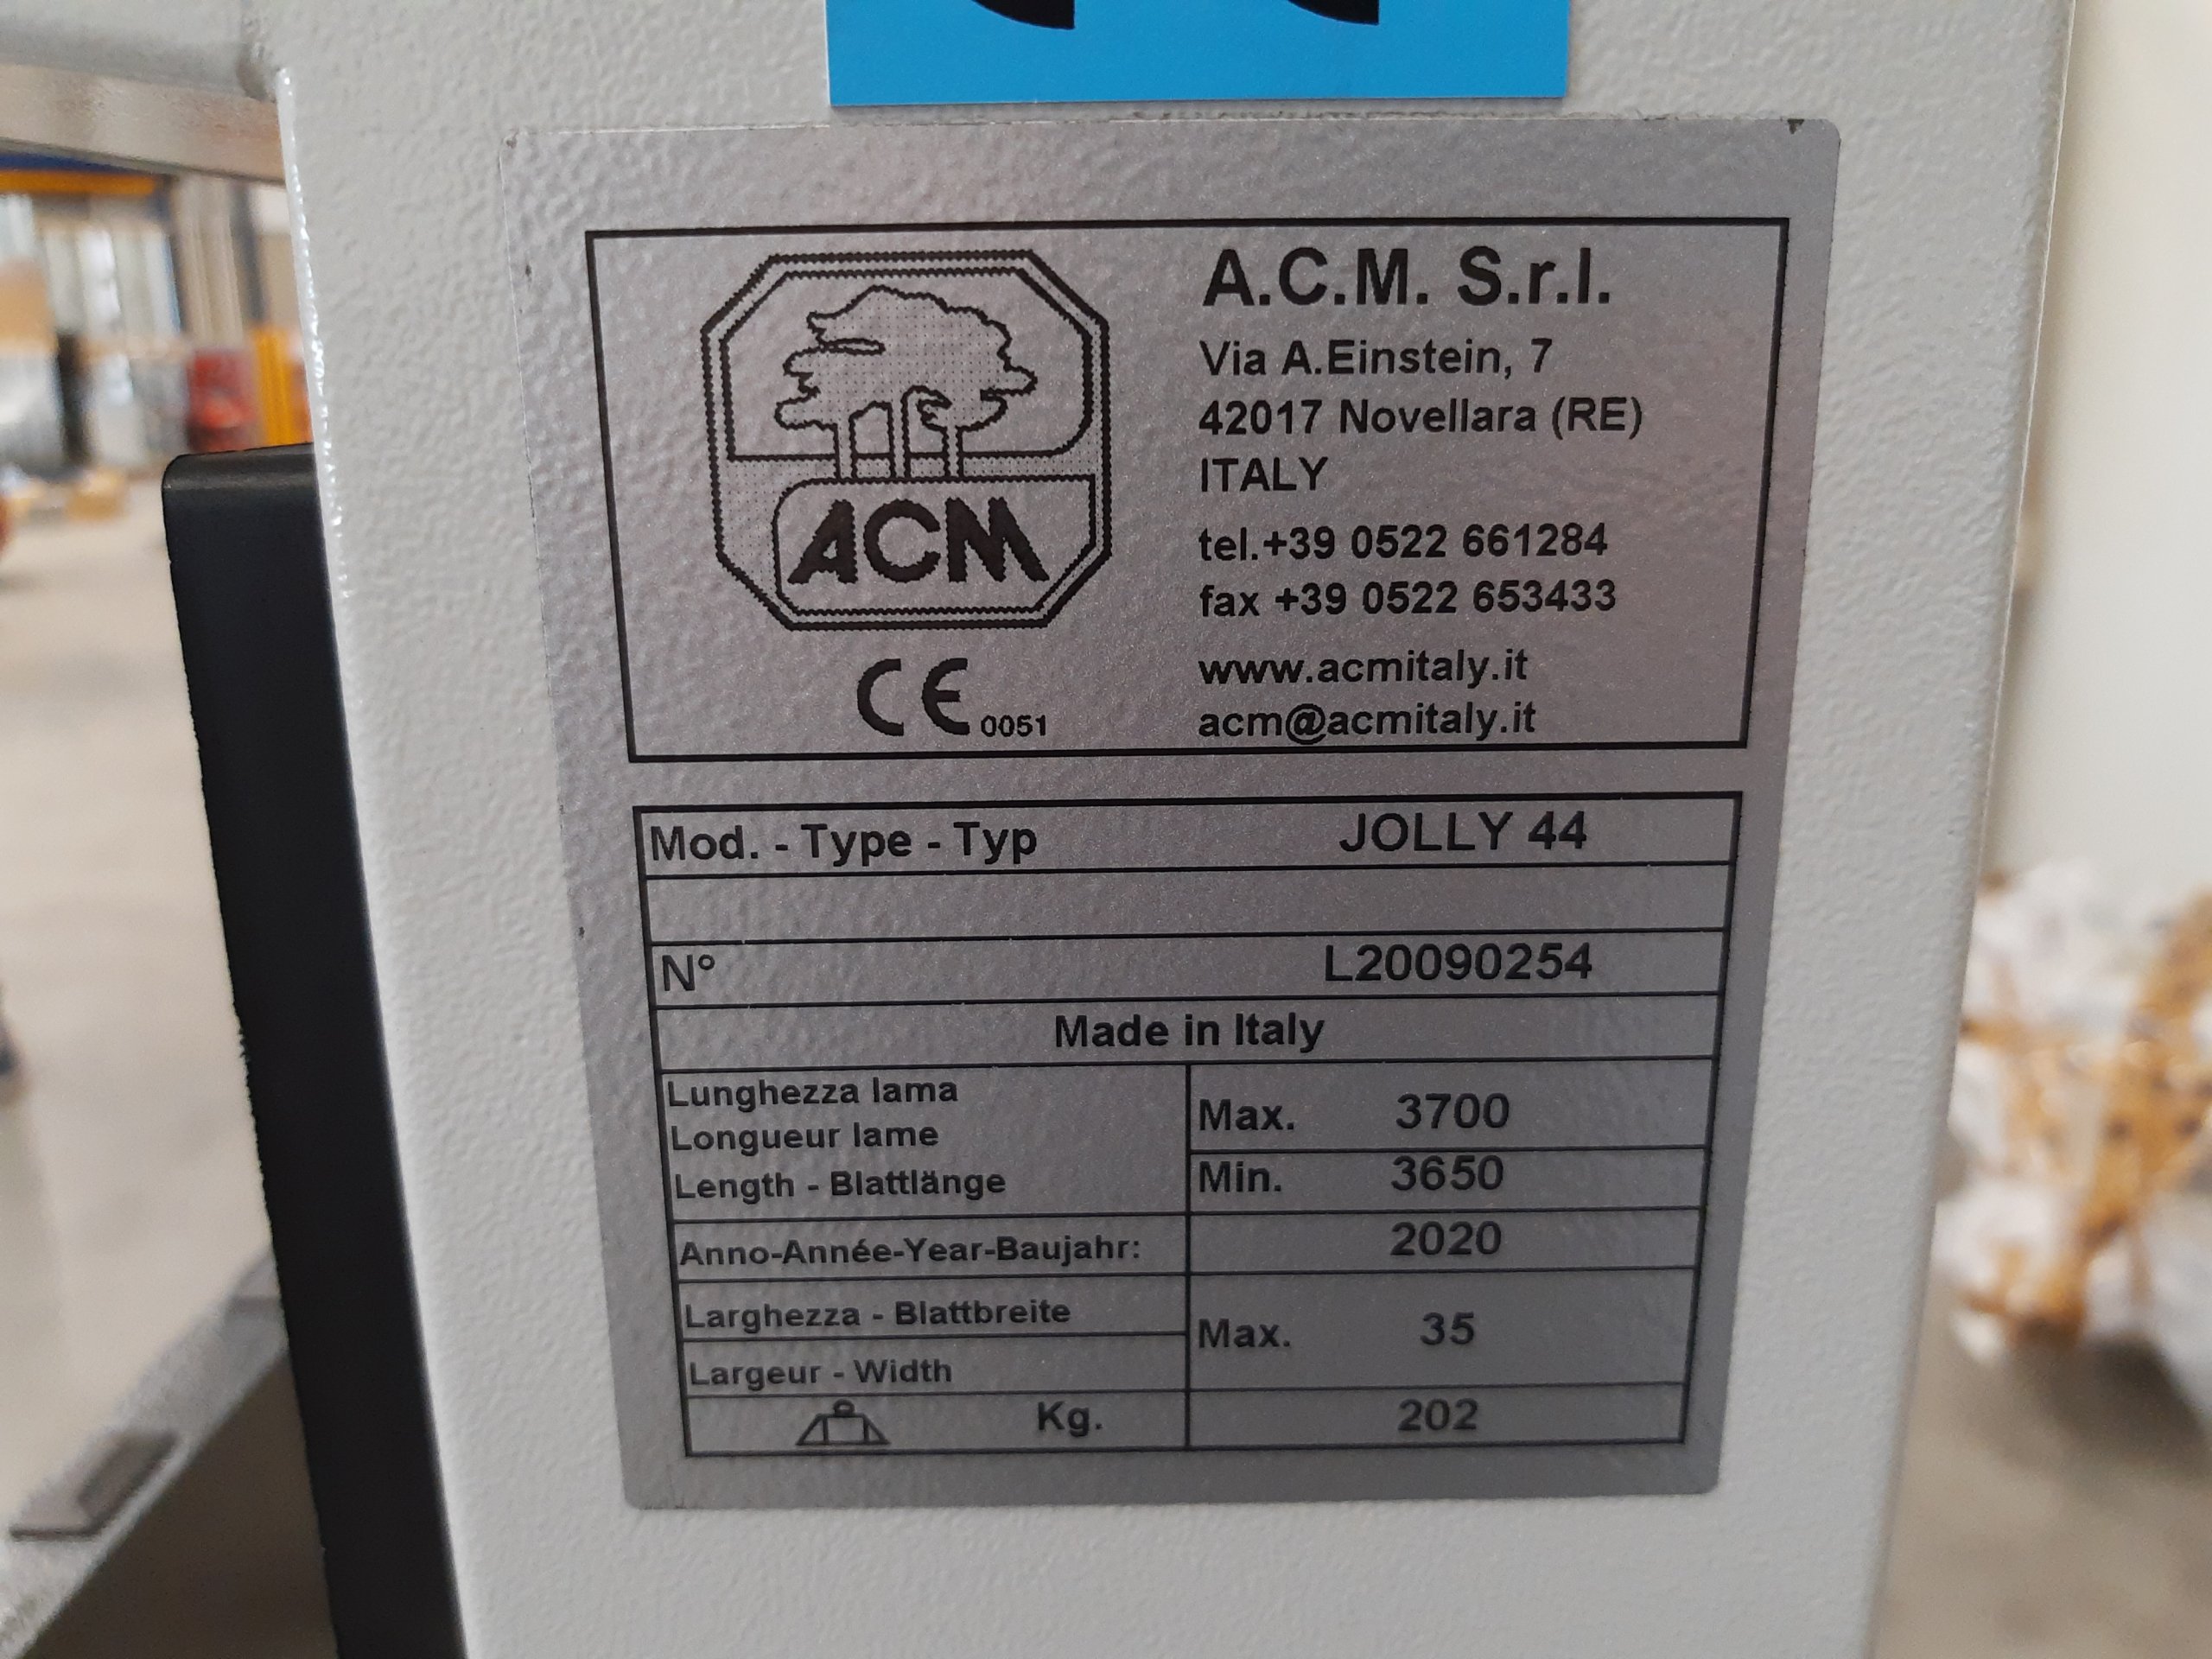 ACM
CE 0051
A.C.M. S.r.l.
Via A.Einstein, 7
42017 Novellara (RE)
ITALY
tel.+39 0522 661284
fax +39 0522 653433
www.acmitaly.it
acm@acmitaly.it
Mod. - Type - Typ JOLLY 44
N° L20090254
Made in Italy
Lunghezza lama
Longueur lame
Length - Blattlänge
Max. 3700
Min. 3650
Anno-Année-Year-Baujahr: 2020
Larghezza - Blattbreite
Largeur - Width
Max. 35
Kg. 202